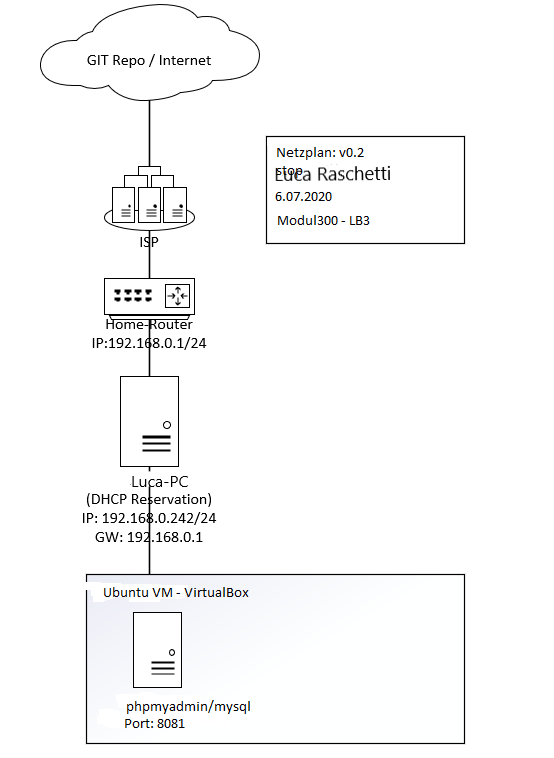 GIT Repo / Internet
Netzplan: v0.2
stop
Luca Raschetti
6.07.2020
Modul300 - LB3
ISP
Home-Router
IP:192.168.0.1/24
Luca-PC
(DHCP Reservation)
IP: 192.168.0.242/24
GW: 192.168.0.1
Ubuntu VM - VirtualBox
phpmyadmin/mysql
Port: 8081